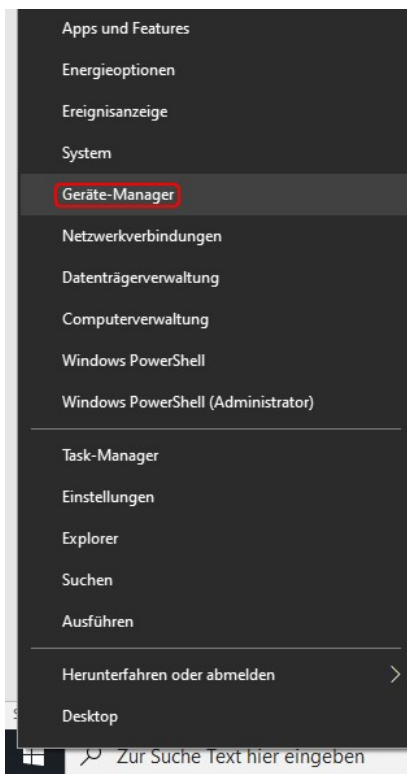 Apps und Features
Energieoptionen
Ereignisanzeige
System
Geräte-Manager
Netzwerkverbindungen
Datenträgerverwaltung
Computerverwaltung
Windows PowerShell
Windows PowerShell (Administrator)
Task-Manager
Einstellungen
Explorer
Suchen
Ausführen
Herunterfahren oder abmelden
Desktop
Zur Suche Text hier eingeben